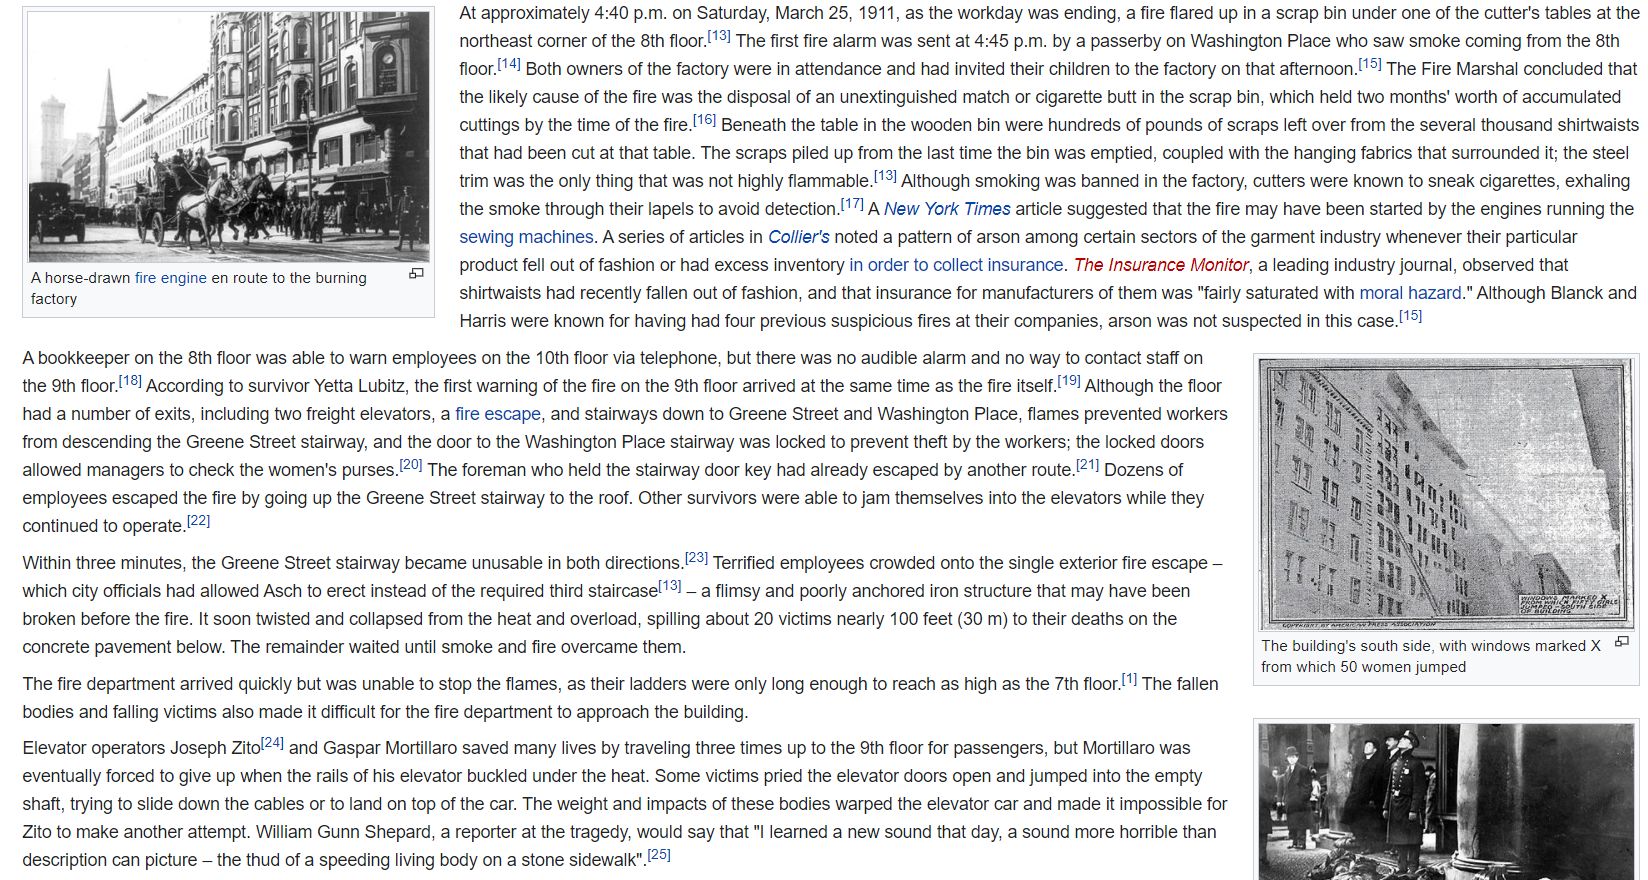 At approximately 4:40 p.m. on Saturday, March 25, 1911, as the workday was ending, a fire flared up in a scrap bin under one of the cutter's tables at the
northeast corner of the 8th floor.[13] The first fire alarm was sent at 4:45 p.m. by a passerby on Washington Place who saw smoke coming from the 8th
floor.[14] Both owners of the factory were in attendance and had invited their children to the factory on that afternoon.[15] The Fire Marshal concluded that
the likely cause of the fire was the disposal of an unextinguished match or cigarette butt in the scrap bin, which held two months' worth of accumulated
cuttings by the time of the fire.[16] Beneath the table in the wooden bin were hundreds of pounds of scraps left over from the several thousand shirtwaists
that had been cut at that table. The scraps piled up from the last time the bin was emptied, coupled with the hanging fabrics that surrounded it; the steel
trim was the only thing that was not highly flammable.[13] Although smoking was banned in the factory, cutters were known to sneak cigarettes, exhaling
the smoke through their lapels to avoid detection.[17] A New York Times article suggested that the fire may have been started by the engines running the
sewing machines. A series of articles in Collier's noted a pattern of arson among certain sectors of the garment industry whenever their particular
product fell out of fashion or had excess inventory in order to collect insurance. The Insurance Monitor, a leading industry journal, observed that
shirtwaists had recently fallen out of fashion, and that insurance for manufacturers of them was "fairly saturated with moral hazard." Although Blanck and
Harris were known for having had four previous suspicious fires at their companies, arson was not suspected in this case.[15]
A horse-drawn fire engine en route to the burning
factory
A bookkeeper on the 8th floor was able to warn employees on the 10th floor via telephone, but there was no audible alarm and no way to contact staff on
the 9th floor.[18] According to survivor Yetta Lubitz, the first warning of the fire on the 9th floor arrived at the same time as the fire itself.[19] Although the floor
had a number of exits, including two freight elevators, a fire escape, and stairways down to Greene Street and Washington Place, flames prevented workers
from descending the Greene Street stairway, and the door to the Washington Place stairway was locked to prevent theft by the workers; the locked doors
allowed managers to check the women's purses.[20] The foreman who held the stairway door key had already escaped by another route.[21] Dozens of
employees escaped the fire by going up the Greene Street stairway to the roof. Other survivors were able to jam themselves into the elevators while they
continued to operate.[22]
Within three minutes, the Greene Street stairway became unusable in both directions.[23] Terrified employees crowded onto the single exterior fire escape –
which city officials had allowed Asch to erect instead of the required third staircase[13] – a flimsy and poorly anchored iron structure that may have been
broken before the fire. It soon twisted and collapsed from the heat and overload, spilling about 20 victims nearly 100 feet (30 m) to their deaths on the
concrete pavement below. The remainder waited until smoke and fire overcame them.
The fire department arrived quickly but was unable to stop the flames, as their ladders were only long enough to reach as high as the 7th floor.[1] The fallen
bodies and falling victims also made it difficult for the fire department to approach the building.
Elevator operators Joseph Zito[24] and Gaspar Mortillaro saved many lives by traveling three times up to the 9th floor for passengers, but Mortillaro was
eventually forced to give up when the rails of his elevator buckled under the heat. Some victims pried the elevator doors open and jumped into the empty
shaft, trying to slide down the cables or to land on top of the car. The weight and impacts of these bodies warped the elevator car and made it impossible for
Zito to make another attempt. William Gunn Shepard, a reporter at the tragedy, would say that "I learned a new sound that day, a sound more horrible than
description can picture – the thud of a speeding living body on a stone sidewalk".[25]
WINDOWS MARKED X
FROM WHICH FIFTY GIRLS
JUMPED - SOUTH SIDE
OF BUILDING
COPYRIGHT BY AMERICAN PRESS ASSOCIATION
The building's south side, with windows marked X
from which 50 women jumped